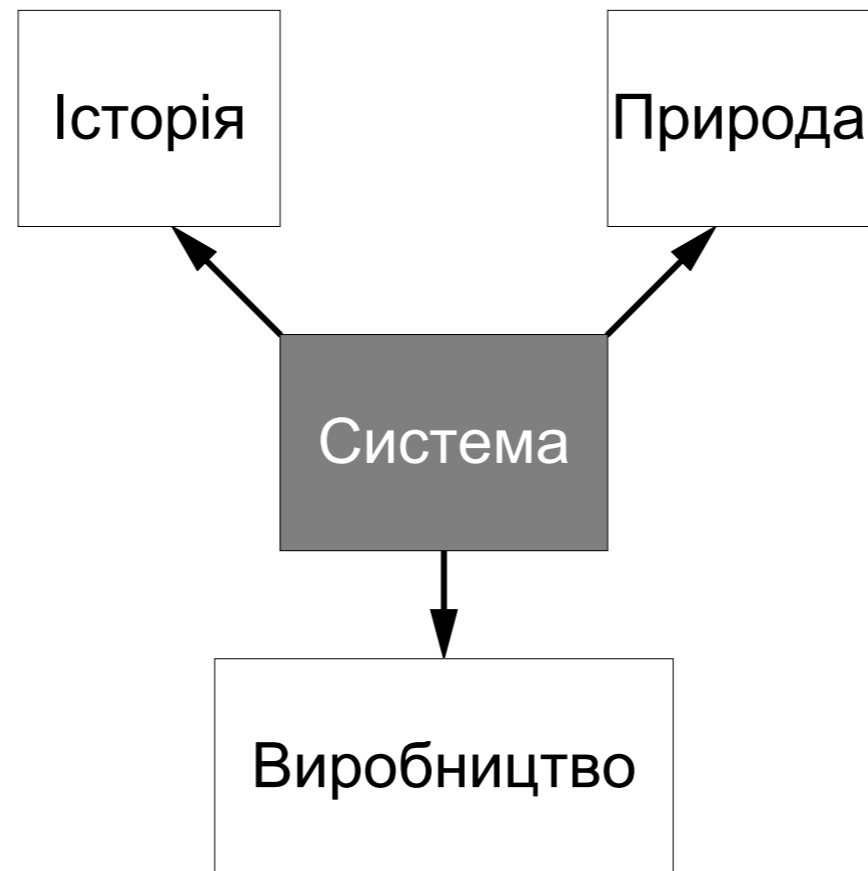 Історія
Природа
Система
Виробництво